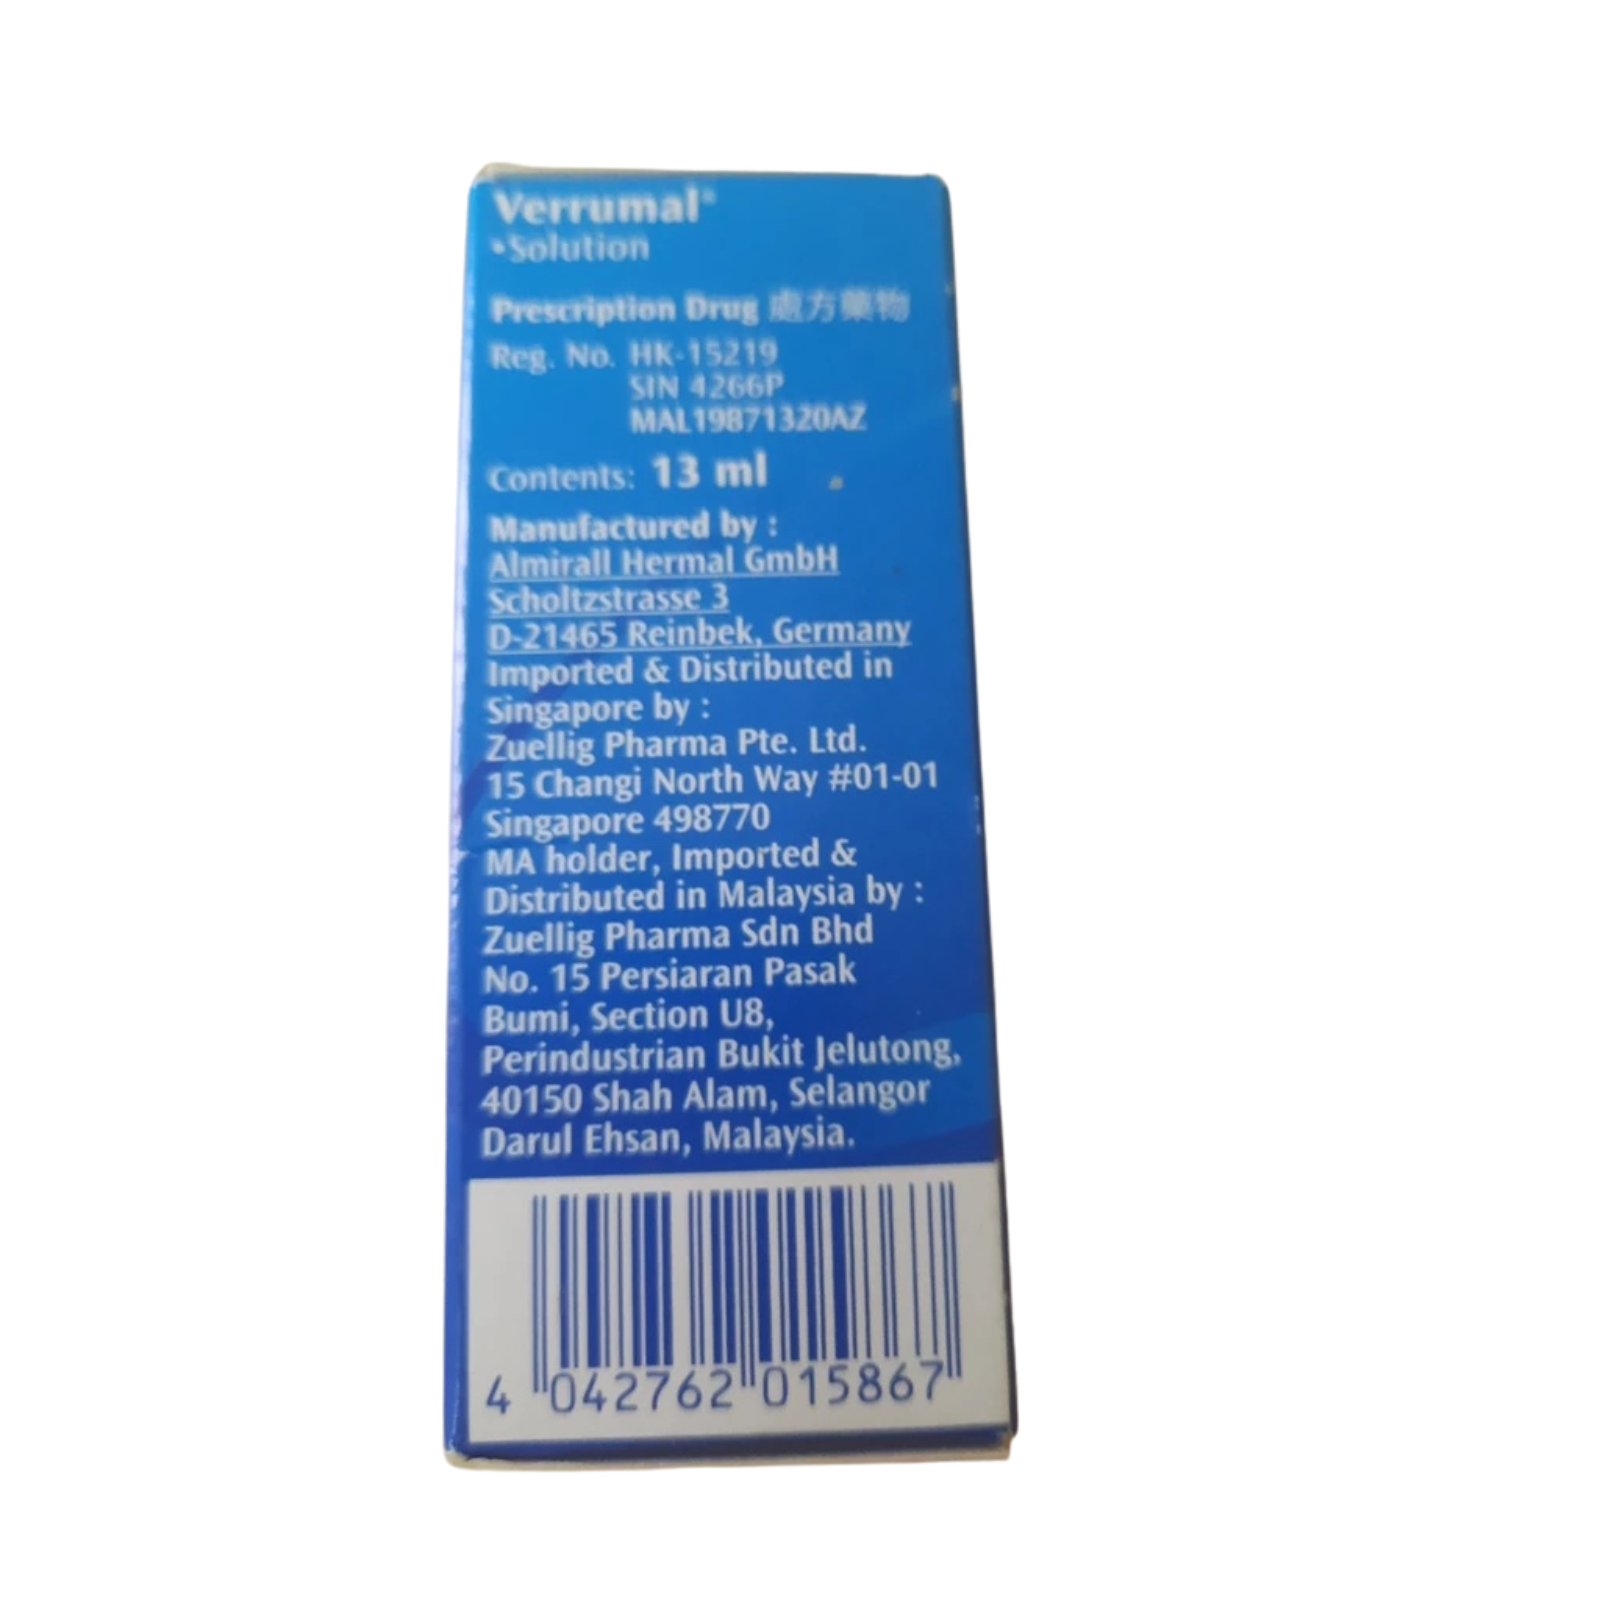 Verrumal®
•Solution
Prescription Drug 處方藥物
Reg. No. HK-15219
SIN 4266P
MAL19871320AZ
Contents: 13 ml
Manufactured by :
Almirall Hermal GmbH
Scholtzstrasse 3
D-21465 Reinbek, Germany
Imported & Distributed in
Singapore by :
Zuellig Pharma Pte. Ltd.
15 Changi North Way #01-01
Singapore 498770
MA holder, Imported &
Distributed in Malaysia by :
Zuellig Pharma Sdn Bhd
No. 15 Persiaran Pasak
Bumi, Section U8,
Perindustrian Bukit Jelutong,
40150 Shah Alam, Selangor
Darul Ehsan, Malaysia.
4 042762 015867